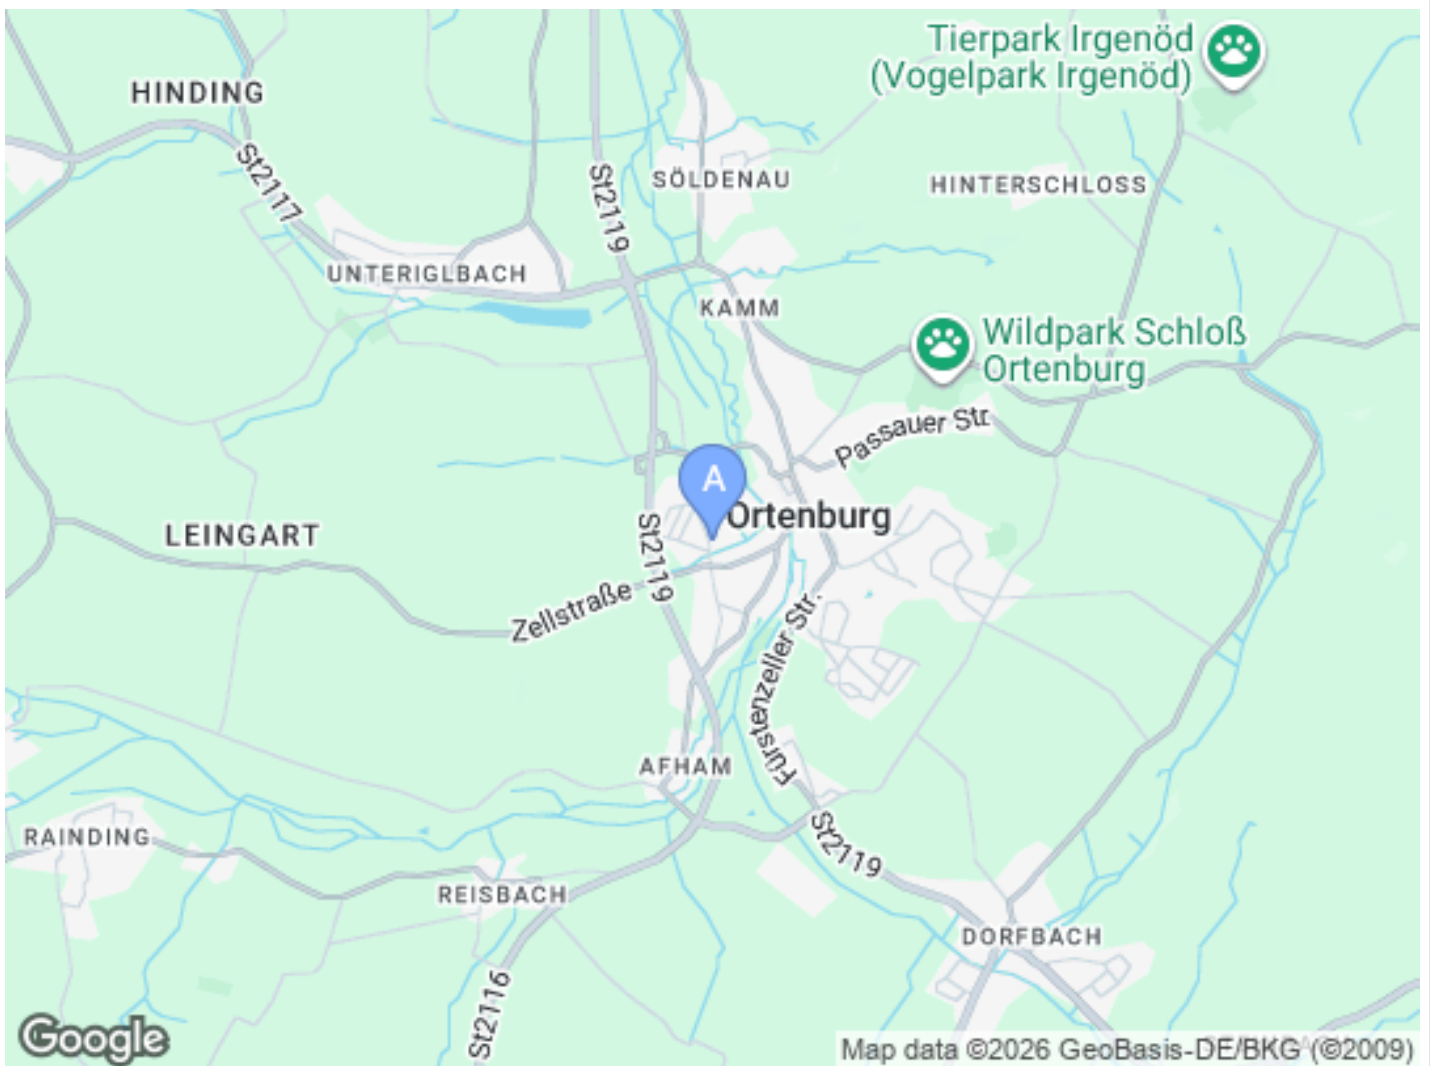 Tierpark Irgenöd
(Vogelpark Irgenöd)
HINDING
St2117
St2119
SÖLDENAU
HINTERSCHLOSS
UNTERIGLBACH
KAMM
Wildpark Schloß
Ortenburg
Passauer Str.
A
Ortenburg
LEINGART
St2119
Zellstraße
Fürstenzeller Str.
AFHAM
RAINDING
St2119
REISBACH
DORFBACH
St2116
Google
Map data ©2026 GeoBasis-DE/BKG (©2009)